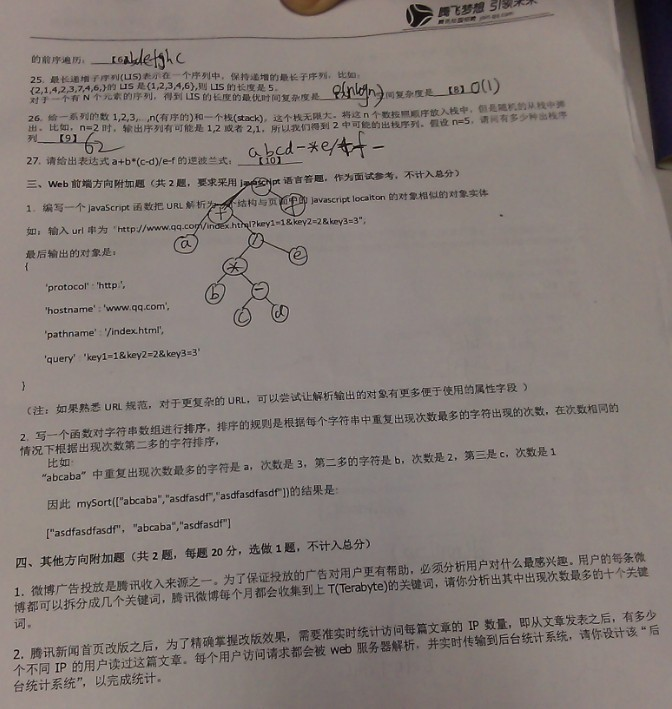 腾飞梦想 引领未来
的前序遍历: 【6】abdefghc
25. 最长递增子序列(LIS)表示在一个序列中，保持递增的最长子序列，比如:
{2,1,4,2,3,7,4,6,}的 LIS 是{1,2,3,4,6},则 LIS 的长度是 5.
对于一个有 N 个元素的序列，得到 LIS 的长度的最优时间复杂度是 O(nlogn) 间复杂度是 【8】O(1)
26. 给一系列的数 1,2,3,...,n(有序的)和一个栈(stack)，这个栈无限大。将这 n 个数按照顺序放入栈中，但是随机的从栈中弹
出。比如，n=2 时，输出序列有可能是 1,2 或者 2,1，所以我们得到 2 中可能的出栈序列。假设 n=5，请问有多少种出栈序
列 【9】 62
27. 请给出表达式 a+b*(c-d)/e-f 的逆波兰式: 【10】 abcd-*e/+f-
三、Web 前端方向附加题（共 2 题，要求采用 javascript 语言答题，作为面试参考，不计入总分）
1. 编写一个 javaScript 函数把 URL 解析为 个结构与页面中的 javascript localton 的对象相似的对象实体
如: 输入 url 串为 "http://www.qq.com/index.html?key1=1&key2=2&key3=3",
最后输出的对象是:
{
'protocol' : 'http:',
'hostname' : 'www.qq.com',
'pathname' : '/index.html',
'query' : 'key1=1&key2=2&key3=3'
}
- + f
a / e
* b -
c d
（注: 如果熟悉 URL 规范，对于更复杂的 URL，可以尝试让解析输出的对象有更多便于使用的属性字段 ）
2. 写一个函数对字符串数组进行排序，排序的规则是根据每个字符串中重复出现次数最多的字符出现的次数，在次数相同的
情况下根据出现次数第二多的字符排序，
比如:
"abcaba" 中重复出现次数最多的字符是 a，次数是 3，第二多的字符是 b，次数是 2，第三是 c，次数是 1
因此 mySort(["abcaba","asdfasdf","asdfasdfasdf"])的结果是:
["asdfasdfasdf", "abcaba","asdfasdf"]
四、其他方向附加题（共 2 题，每题 20 分，选做 1 题，不计入总分）
1. 微博广告投放是腾讯收入来源之一。为了保证投放的广告对用户更有帮助，必须分析用户对什么最感兴趣。用户的每条微
博都可以拆分成几个关键词，腾讯微博每个月都会收集到上 T(Terabyte)的关键词，请你分析出其中出现次数最多的十个关键
词。
2. 腾讯新闻首页改版之后，为了精确掌握改版效果，需要准实时统计访问每篇文章的 IP 数量，即从文章发表之后，有多少
个不同 IP 的用户读过这篇文章。每个用户访问请求都会被 web 服务器解析，并实时传输到后台统计系统，请你设计该 "后
台统计系统"，以完成统计。